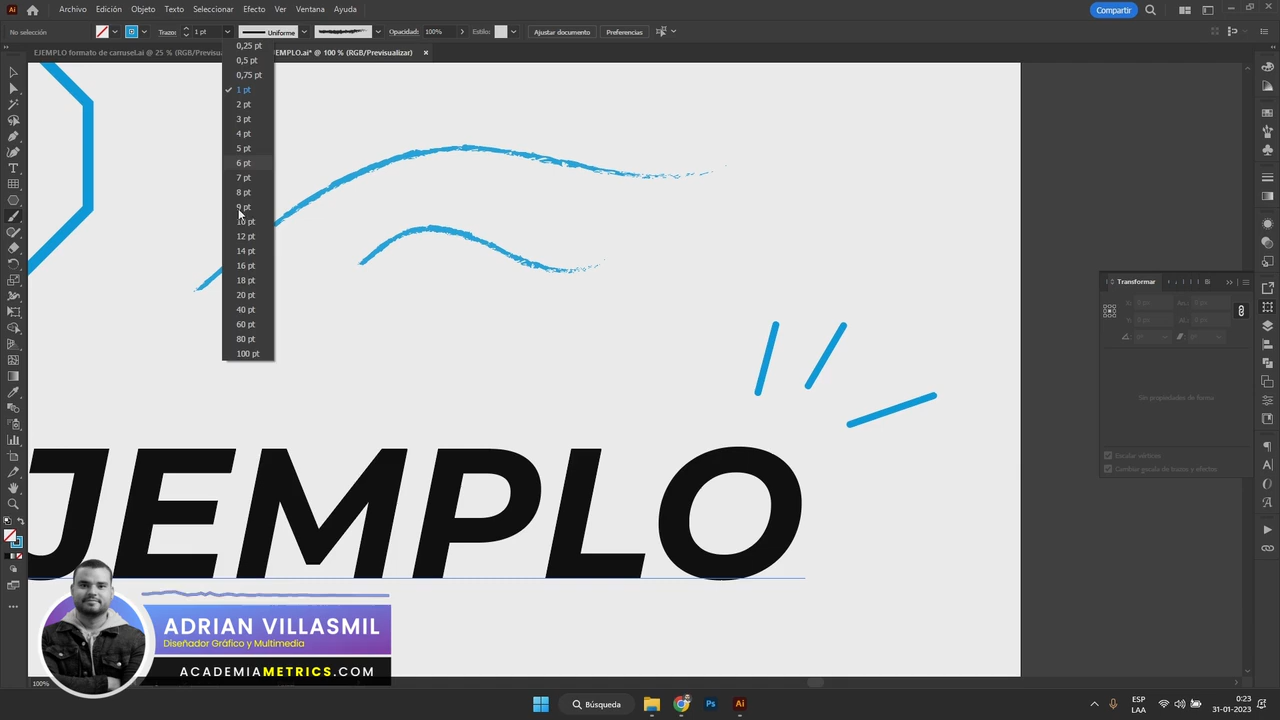 Archivo Edición Objeto Texto Seleccionar Efecto Ver Ventana Ayuda
Compartir
No selección
Trazo:
1 pt
Uniforme
Opacidad:
100%
Estilo:
Ajustar documento
Preferencias
EJEMPLO formato de carrusel.ai @ 25 % (RGB/Previsua
EMPLO.ai* @ 100 % (RGB/Previsualizar)
0,25 pt
0,5 pt
0,75 pt
1 pt
2 pt
3 pt
4 pt
5 pt
6 pt
7 pt
8 pt
9 pt
10 pt
12 pt
14 pt
16 pt
18 pt
20 pt
40 pt
60 pt
80 pt
100 pt
Transformar
Sin propiedades de forma
Escalar vértices
Cambiar escala de trazos y efectos
JEMPLO
ADRIAN VILLASMIL
Diseñador Gráfico y Multimedia
ACADEMIAMETRICS.COM
100%
Búsqueda
ESP
LAA
0:23
31-01-2023